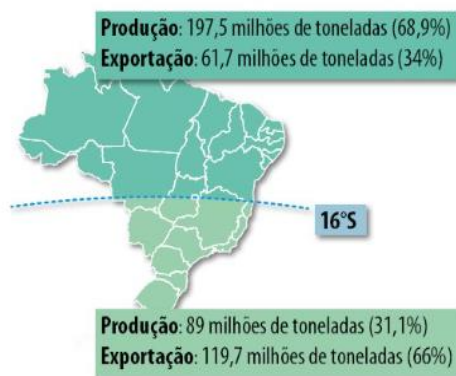 Produção: 197,5 milhões de toneladas (68,9%)
Exportação: 61,7 milhões de toneladas (34%)
16°S
Produção: 89 milhões de toneladas (31,1%)
Exportação: 119,7 milhões de toneladas (66%)